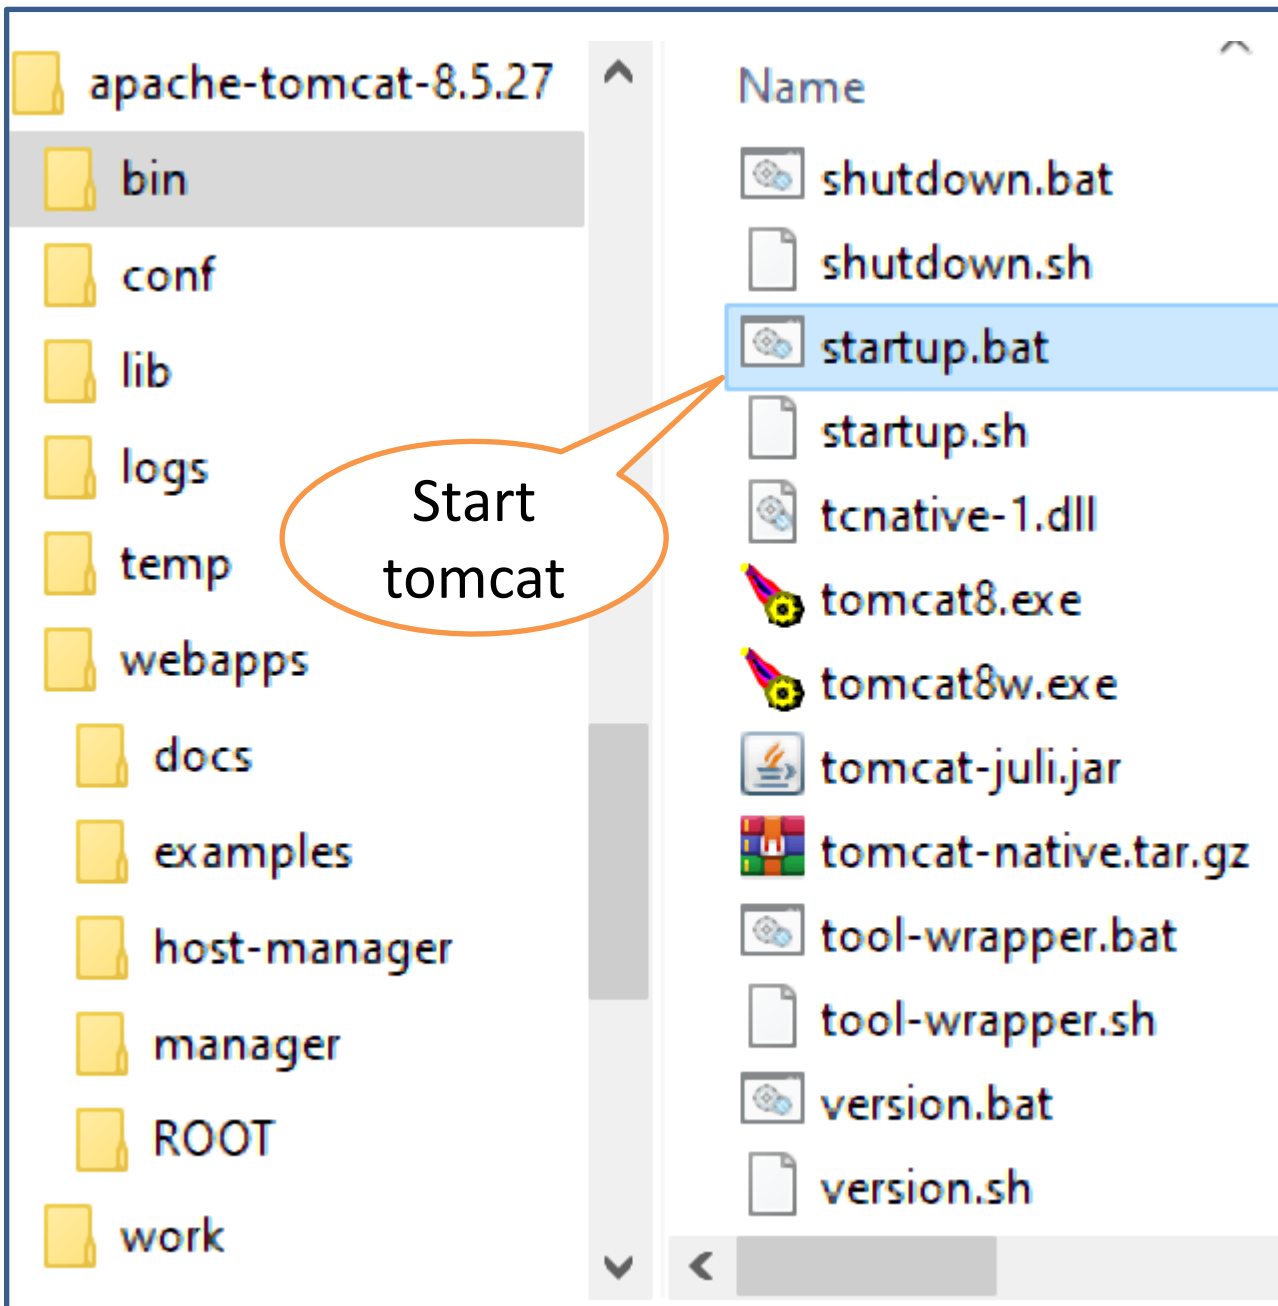 apache-tomcat-8.5.27
bin
conf
lib
logs
temp
webapps
docs
examples
host-manager
manager
ROOT
work
Start
tomcat
Name
shutdown.bat
shutdown.sh
startup.bat
startup.sh
tcnative-1.dll
tomcat8.exe
tomcat8w.exe
tomcat-juli.jar
tomcat-native.tar.gz
tool-wrapper.bat
tool-wrapper.sh
version.bat
version.sh